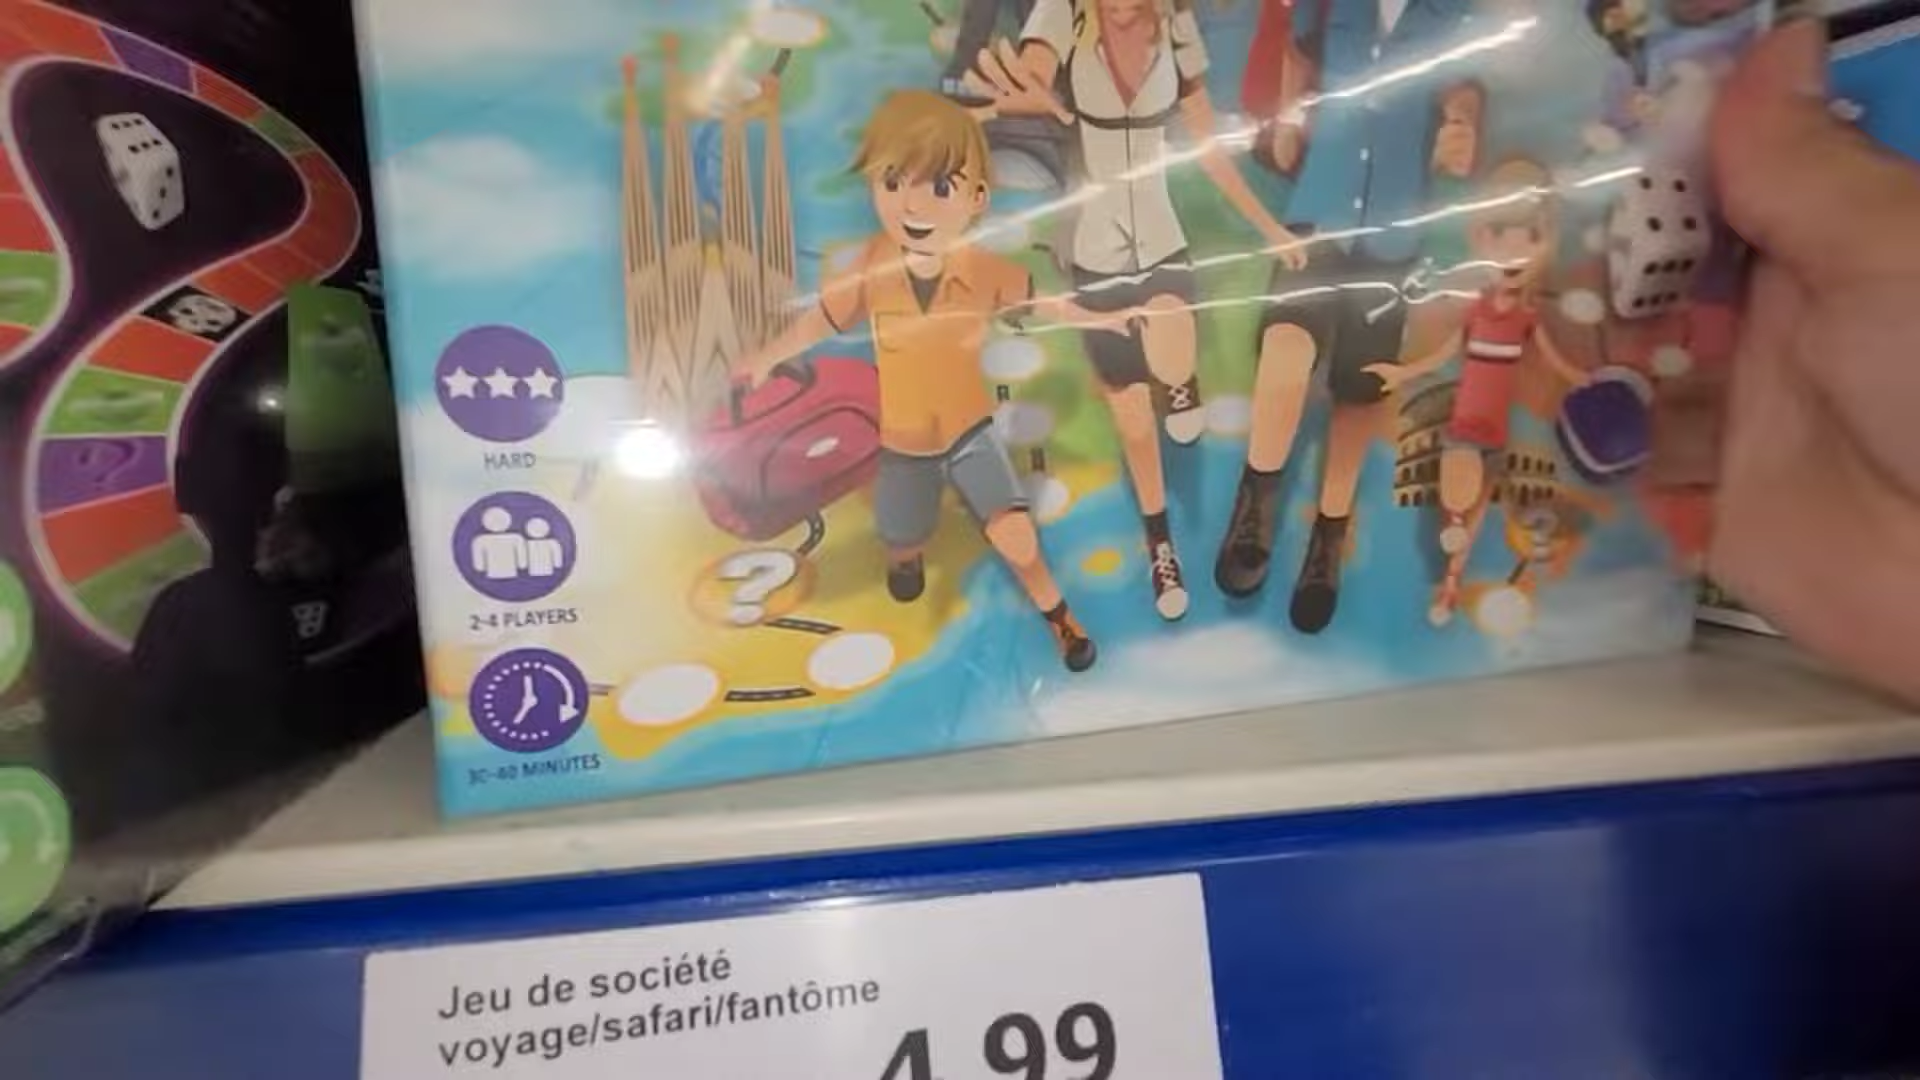 HARD
2-4 PLAYERS
30-40 MINUTES
Jeu de société
voyage/safari/fantôme
4.99